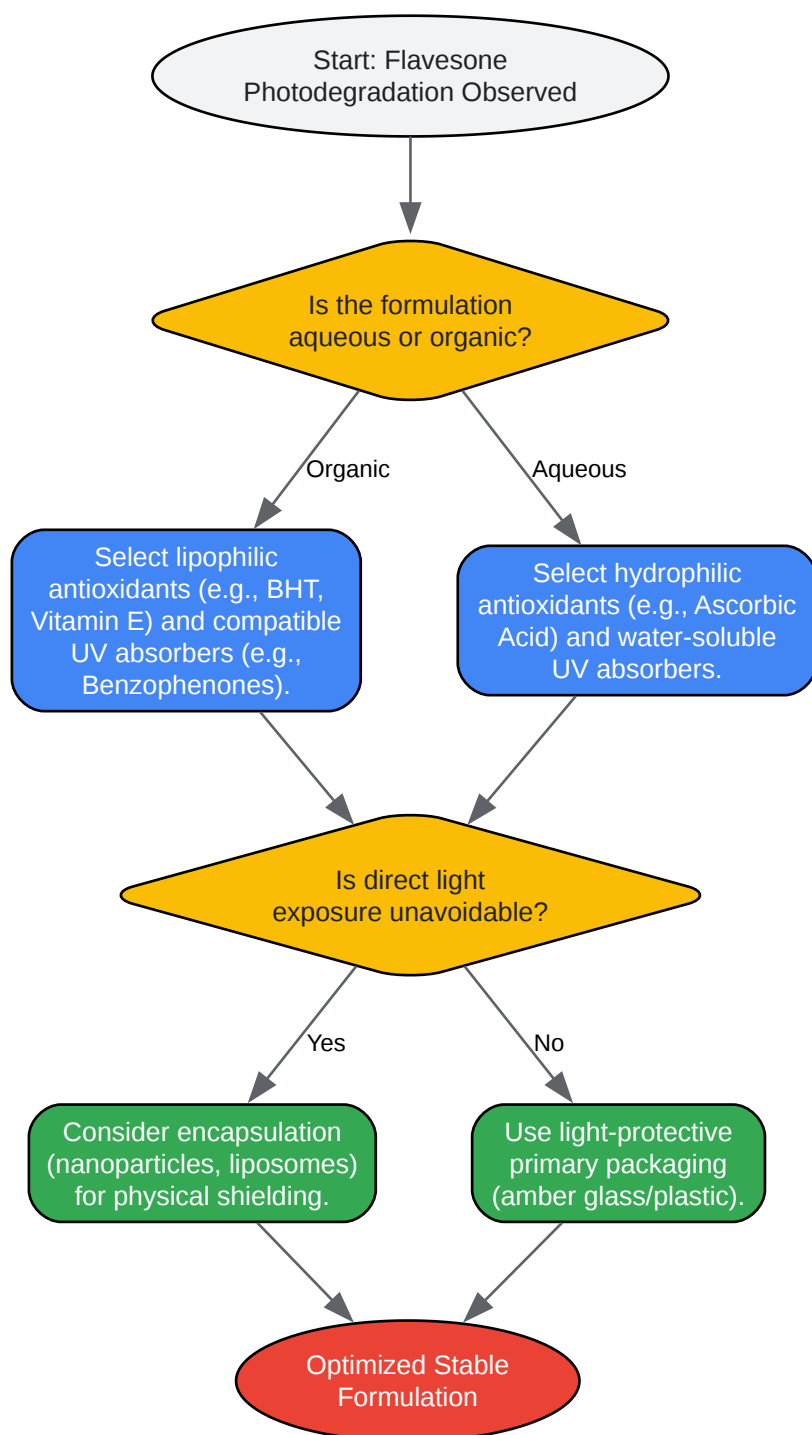 Start: Flavesone
Photodegradation Observed
Is the formulation
aqueous or organic?
Organic
Aqueous
Select lipophilic
antioxidants (e.g., BHT,
Vitamin E) and compatible
UV absorbers (e.g.,
Benzophenones).
Select hydrophilic
antioxidants (e.g., Ascorbic
Acid) and water-soluble
UV absorbers.
Is direct light
exposure unavoidable?
Yes
No
Consider encapsulation
(nanoparticles, liposomes)
for physical shielding.
Use light-protective
primary packaging
(amber glass/plastic).
Optimized Stable
Formulation